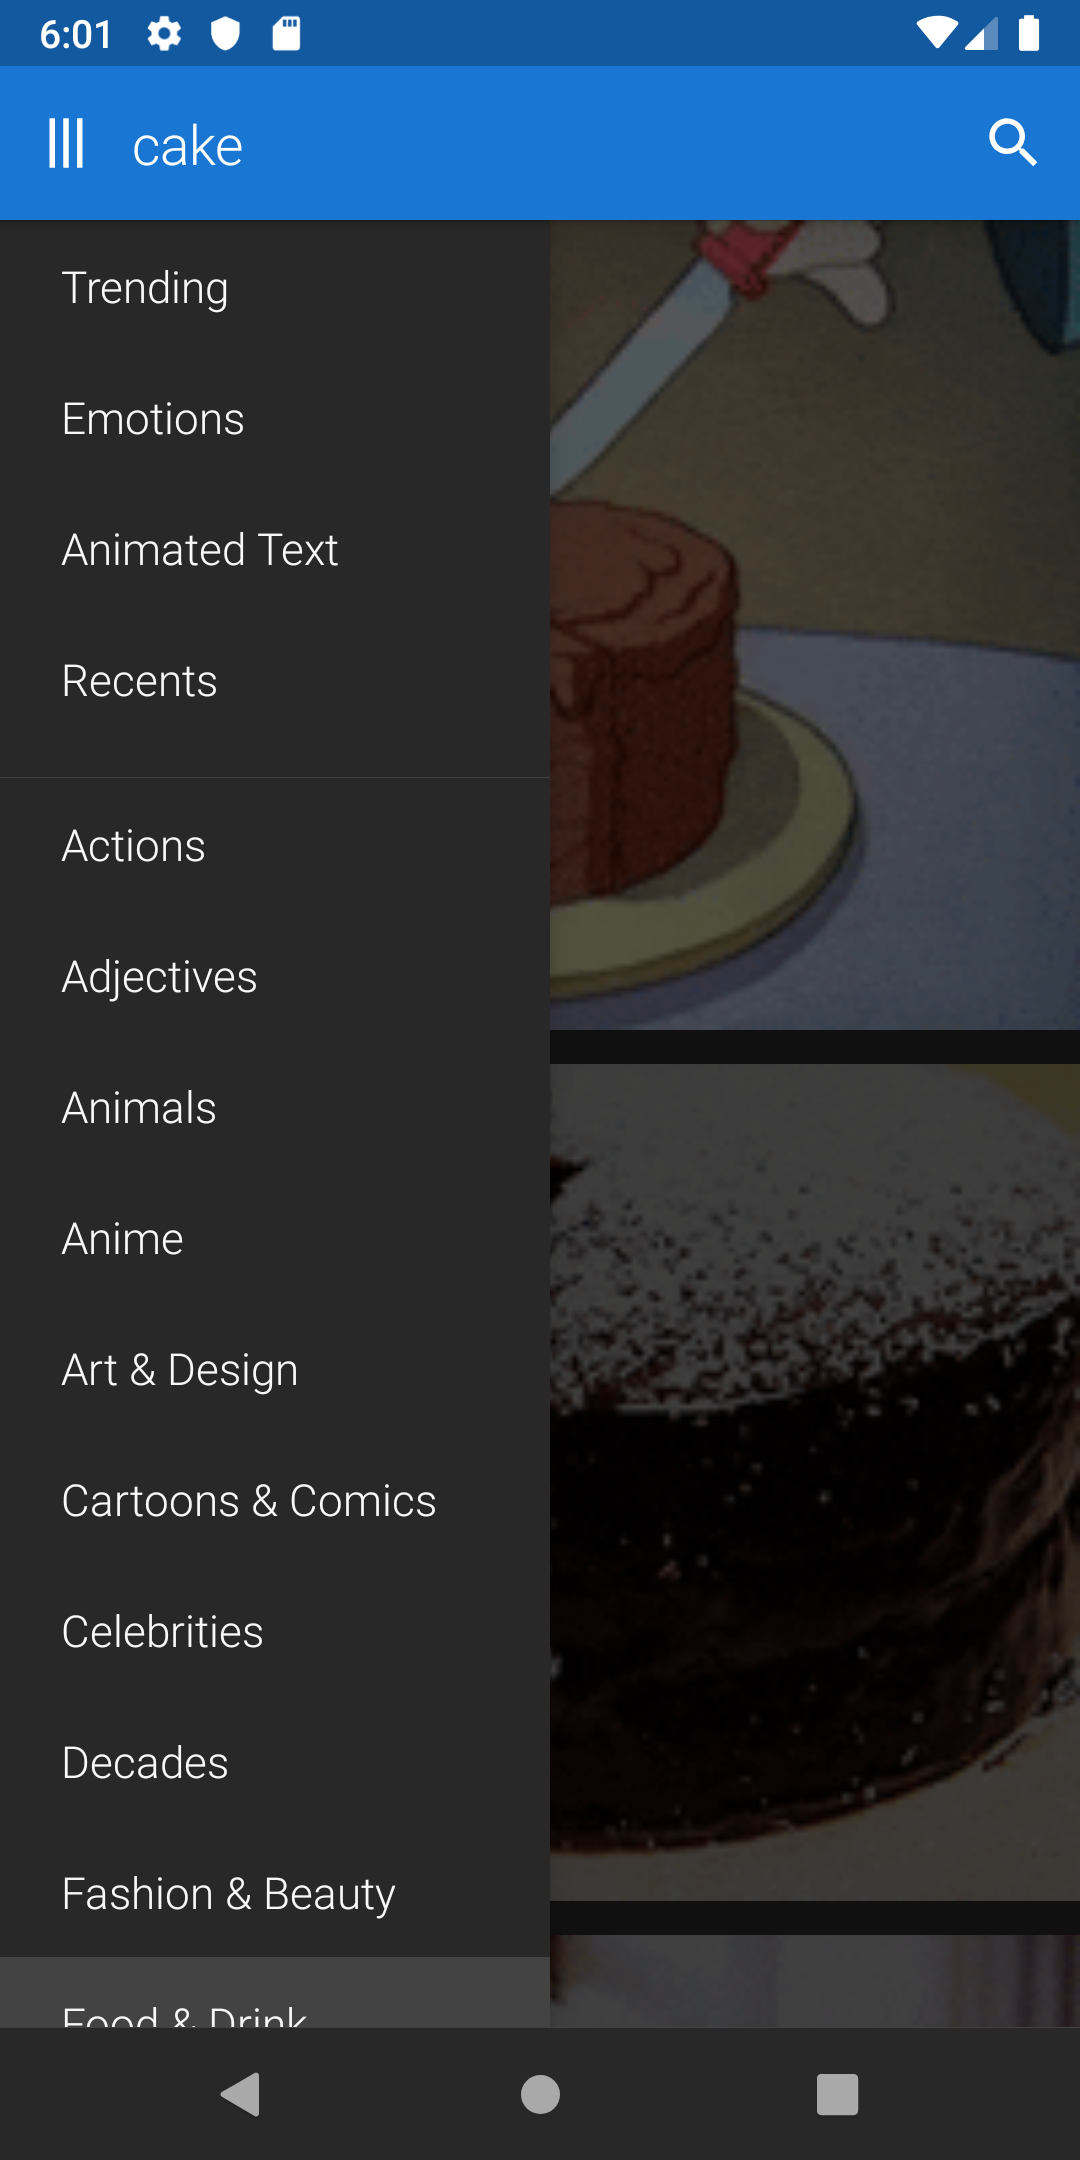 6:01
cake
Trending
Emotions
Animated Text
Recents
Actions
Adjectives
Animals
Anime
Art & Design
Cartoons & Comics
Celebrities
Decades
Fashion & Beauty
Food & Drink